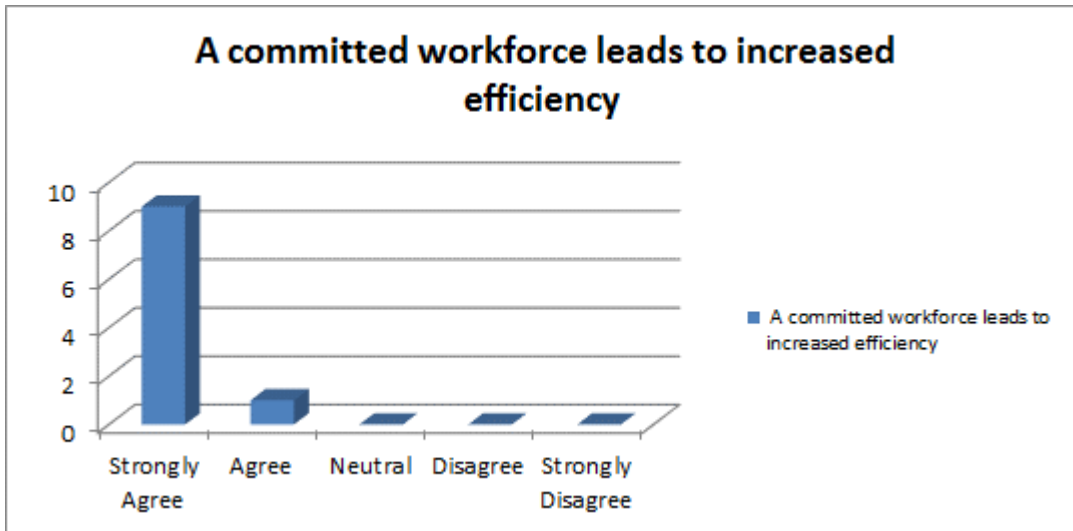 A committed workforce leads to increased
efficiency
10
8
6
4
2
0
Strongly Agree
Agree
Neutral
Disagree
Strongly Disagree
A committed workforce leads to
increased efficiency